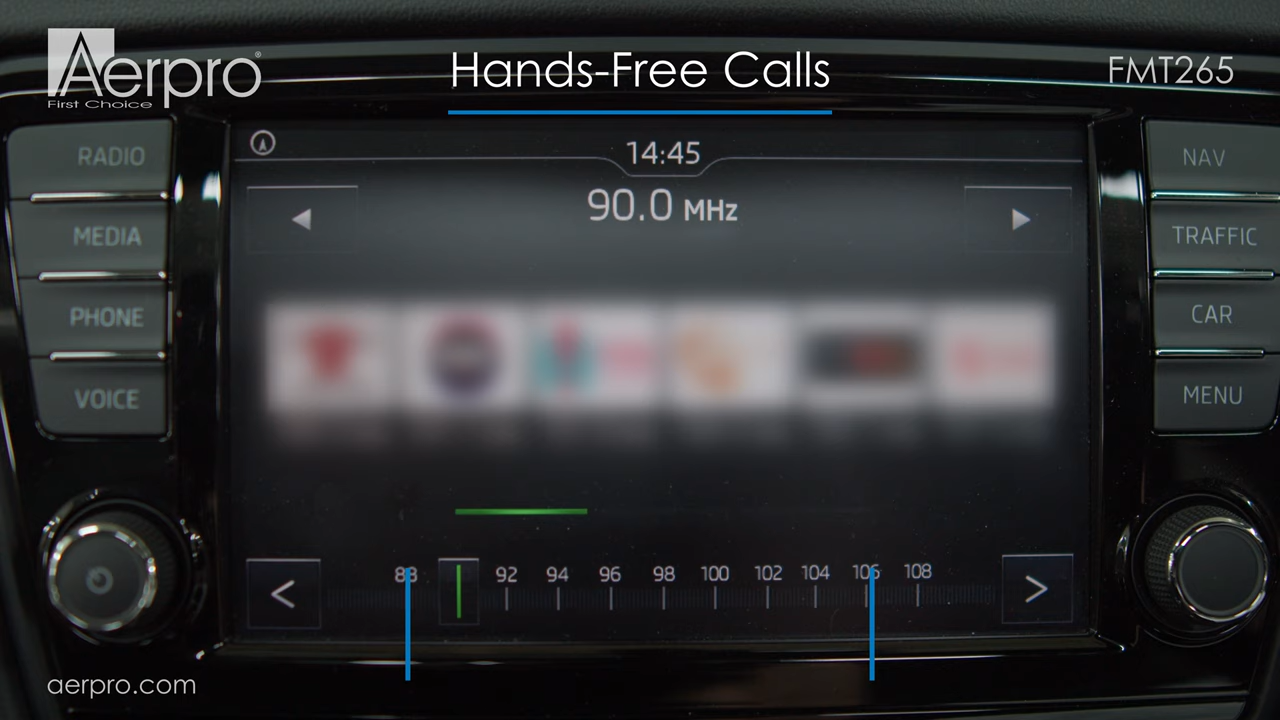 Aerpro®
First Choice
Hands-Free Calls
FMT265
RADIO
MEDIA
PHONE
VOICE
14:45
90.0 MHz
NAV
TRAFFIC
CAR
MENU
88 92 94 96 98 100 102 104 106 108
aerpro.com